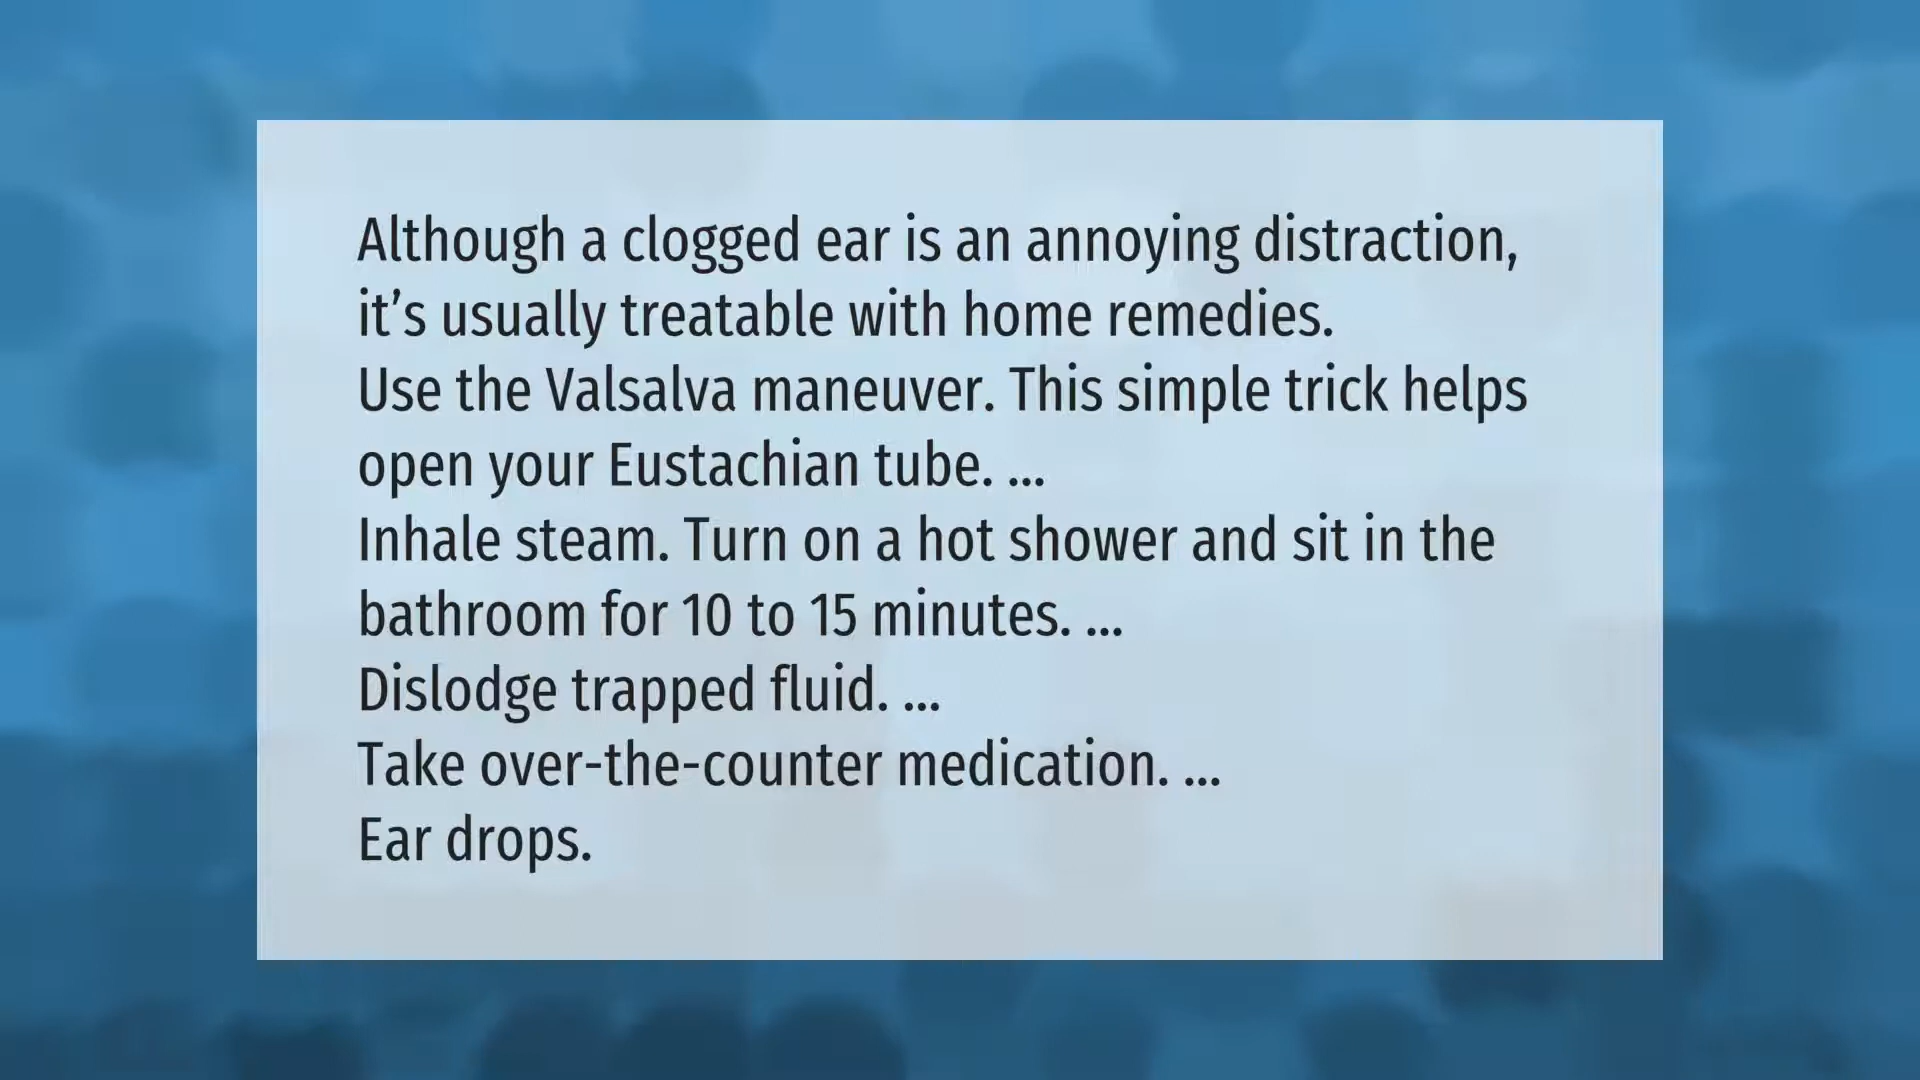 Although a clogged ear is an annoying distraction,
it’s usually treatable with home remedies.
Use the Valsalva maneuver. This simple trick helps
open your Eustachian tube. ...
Inhale steam. Turn on a hot shower and sit in the
bathroom for 10 to 15 minutes. ...
Dislodge trapped fluid. ...
Take over-the-counter medication. ...
Ear drops.